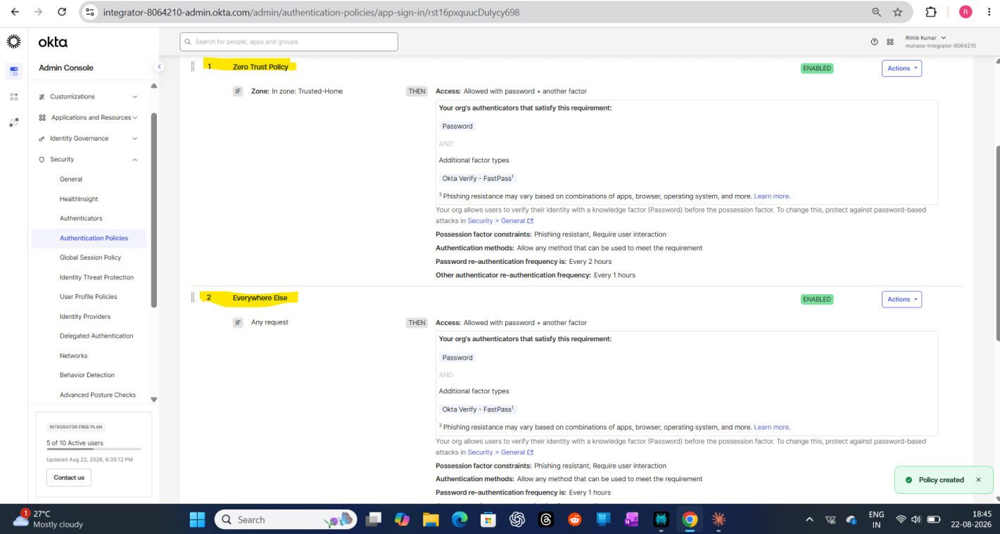 integrator-8064210-admin.okta.com/admin/authentication-policies/app-sign-in/rst16pxquucDulycy698
R
okta
Search for people, apps and groups
Rithik Kumar
muhaos-integrator-8064210
Admin Console
Customizations
Applications and Resources
Identity Governance
Security
General
HealthInsight
Authenticators
Authentication Policies
Global Session Policy
Identity Threat Protection
User Profile Policies
Identity Providers
Delegated Authentication
Networks
Behavior Detection
Advanced Posture Checks
INTEGRATOR FREE PLAN
5 of 10 Active users
Updated Aug 22, 2026, 6:35:12 PM
Contact us
1 Zero Trust Policy ENABLED Actions
IF Zone: In zone: Trusted-Home THEN Access: Allowed with password + another factor
Your org's authenticators that satisfy this requirement:
Password
AND
Additional factor types
Okta Verify - FastPass1
3 Phishing resistance may vary based on combinations of apps, browser, operating system, and more. Learn more.
Your org allows users to verify their identity with a knowledge factor (Password) before the possession factor. To change this, protect against password-based
attacks in Security > General
Possession factor constraints: Phishing resistant, Require user interaction
Authentication methods: Allow any method that can be used to meet the requirement
Password re-authentication frequency is: Every 2 hours
Other authenticator re-authentication frequency: Every 1 hours
2 Everywhere Else ENABLED Actions
IF Any request THEN Access: Allowed with password + another factor
Your org's authenticators that satisfy this requirement:
Password
AND
Additional factor types
Okta Verify - FastPass1
3 Phishing resistance may vary based on combinations of apps, browser, operating system, and more. Learn more.
Your org allows users to verify their identity with a knowledge factor (Password) before the possession factor. To change this, protect against password-based
attacks in Security > General
Possession factor constraints: Phishing resistant, Require user interaction
Authentication methods: Allow any method that can be used to meet the requirement
Password re-authentication frequency is: Every 1 hours
Policy created
1
27°C
Mostly cloudy
Search
ENG
IN
18:45
22-08-2026